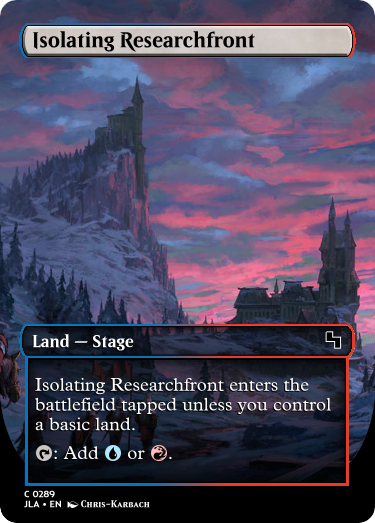 Isolating Researchfront
Land — Stage
Isolating Researchfront enters the
battlefield tapped unless you control
a basic land.
: Add or .
C 0289
JLA • EN Chris-Karbach